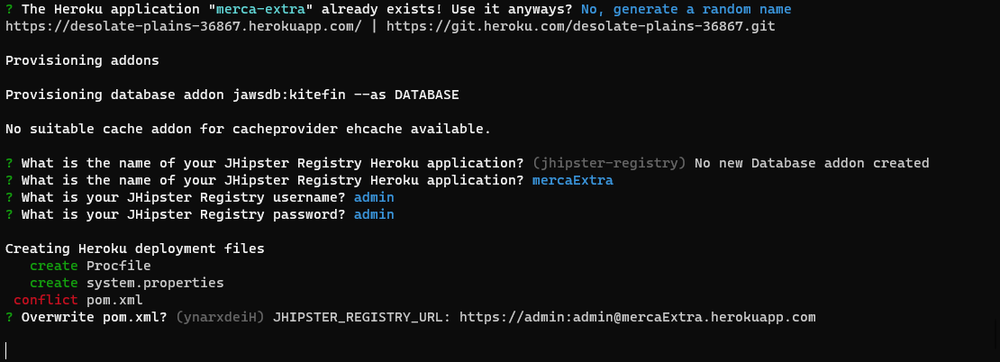 ? The Heroku application "merca-extra" already exists! Use it anyways? No, generate a random name
https://desolate-plains-36867.herokuapp.com/ | https://git.heroku.com/desolate-plains-36867.git
Provisioning addons
Provisioning database addon jawsdb:kitefin --as DATABASE
No suitable cache addon for cacheprovider ehcache available.
? What is the name of your JHipster Registry Heroku application? (jhipster-registry) No new Database addon created
? What is the name of your JHipster Registry Heroku application? mercaExtra
? What is your JHipster Registry username? admin
? What is your JHipster Registry password? admin
Creating Heroku deployment files
create Procfile
create system.properties
conflict pom.xml
? Overwrite pom.xml? (ynarxdeiH) JHIPSTER_REGISTRY_URL: https://admin:admin@mercaExtra.herokuapp.com